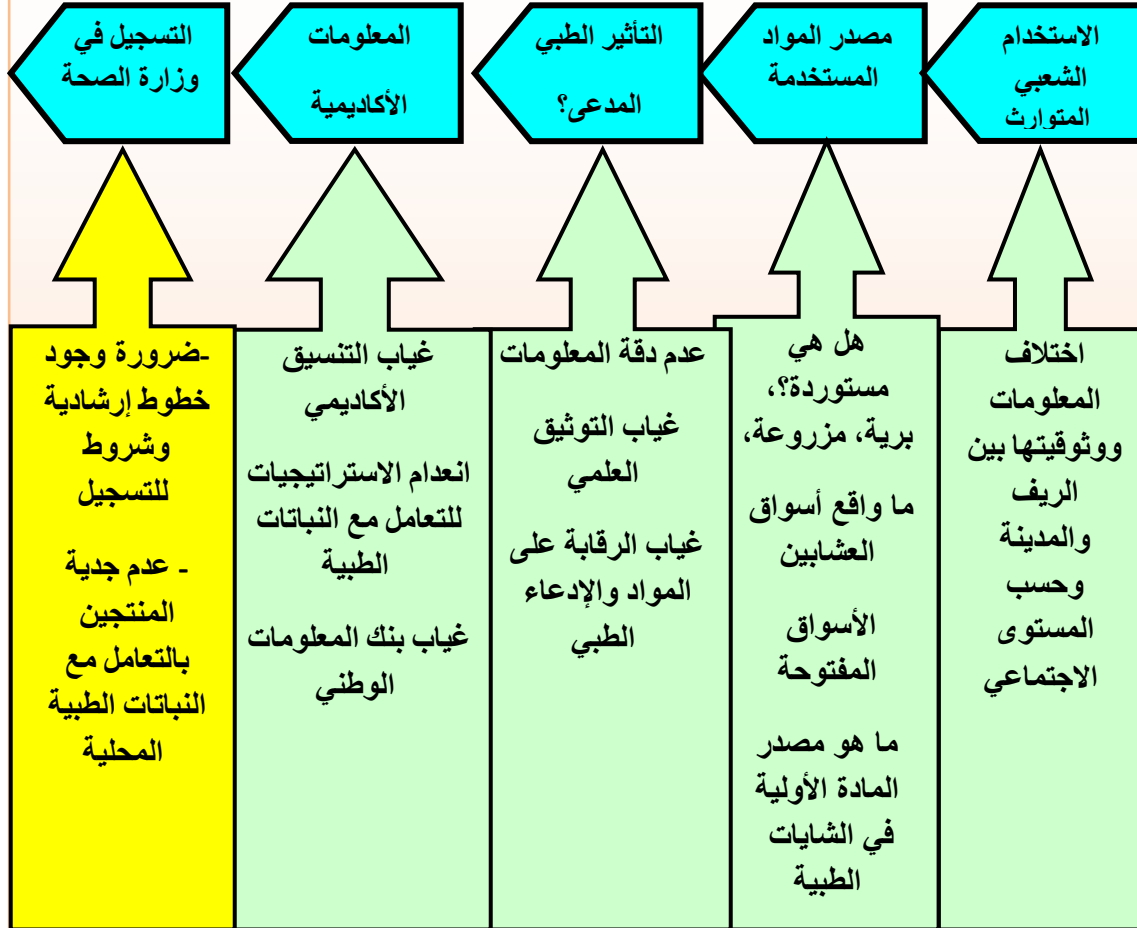 الاستخدام
الشعبي
المتوارث
مصدر المواد
المستخدمة
التأثير الطبي
المدعى؟
المعلومات
الأكاديمية
التسجيل في
وزارة الصحة
اختلاف
المعلومات
ووثوقيتها بين
الريف
والمدينة
وحسب
المستوى
الاجتماعي
هل هي
مستوردة؟،
برية، مزروعة،
ما واقع أسواق
العشابين
الأسواق
المفتوحة
ما هو مصدر
المادة الأولية
في الشايات
الطبية
عدم دقة المعلومات
غياب التوثيق
العلمي
غياب الرقابة على
المواد والإدعاء
الطبي
غياب التنسيق
الأكاديمي
انعدام الاستراتيجيات
للتعامل مع النباتات
الطبية
غياب بنك المعلومات
الوطني
-ضرورة وجود
خطوط إرشادية
وشروط
للتسجيل
- عدم جدية
المنتجين
بالتعامل مع
النباتات الطبية
المحلية